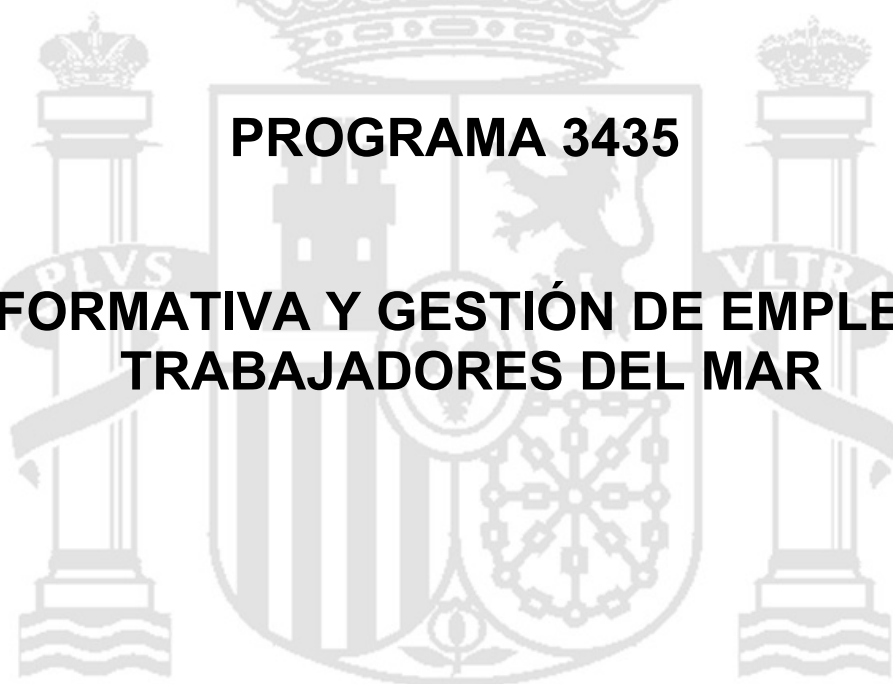 PROGRAMA 3435
PLVS
VLTR
FORMATIVA Y GESTIÓN DE EMPLE
TRABAJADORES DEL MAR